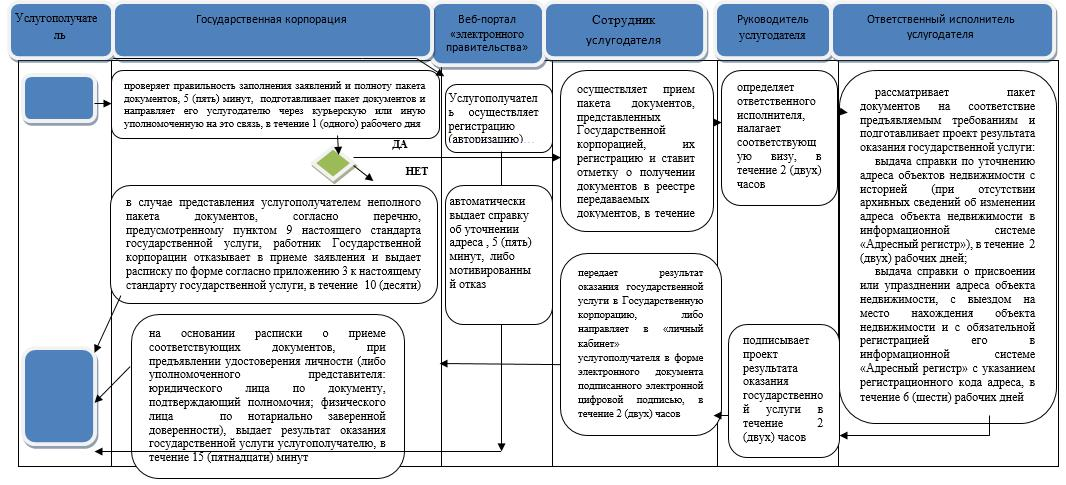 Услугополучате
ль
Государственная корпорация
Веб-портал
«электронного
правительства»
Сотрудник
услугодателя
Руководитель
услугодателя
Ответственный исполнитель
услугодателя
проверяет правильность заполнения заявлений и полноту пакета
документов, 5 (пять) минут, подготавливает пакет документов и
направляет его услугодателю через курьерскую или иную
уполномоченную на это связь, в течение 1 (одного) рабочего дня
ДА
НЕТ
в случае представления услугополучателем неполного
пакета документов, согласно перечню,
предусмотренному пунктом 9 настоящего стандарта
государственной услуги, работник Государственной
корпорации отказывает в приеме заявления и выдает
расписку по форме согласно приложению 3 к настоящему
стандарту государственной услуги, в течение 10 (десяти)
на основании расписки о приеме
соответствующих документов, при
предъявлении удостоверения личности (либо
уполномоченного представителя:
юридического лица по документу,
подтверждающий полномочия; физического
лица по нотариально заверенной
доверенности), выдает результат оказания
государственной услуги услугополучателю, в
течение 15 (пятнадцати) минут
Услугополучател
ь осуществляет
регистрацию
(авторизацию)
автоматически
выдает справку
об уточнении
адреса , 5 (пять)
минут, либо
мотивированны
й отказ
осуществляет прием
пакета документов,
представленных
Государственной
корпорацией, их
регистрацию и ставит
отметку о получении
документов в реестре
передаваемых
документов, в течение
передает результат
оказания государственной
услуги в Государственную
корпорацию, либо
направляет в «личный
кабинет»
услугополучателя в форме
электронного документа
подписанного электронной
цифровой подписью, в
течение 2 (двух) часов
определяет
ответственного
исполнителя,
налагает
соответствующ
ую визу, в
течение 2 (двух)
часов
подписывает
проект
результата
оказания
государственно
й услуги в
течение 2
(двух) часов
рассматривает пакет
документов на соответствие
предъявляемым требованиям и
подготавливает проект результата
оказания государственной услуги:
выдача справки по уточнению
адреса объектов недвижимости с
историей (при отсутствии
архивных сведений об изменении
адреса объекта недвижимости в
информационной системе
«Адресный регистр»), в течение 2
(двух) рабочих дней;
выдача справки о присвоении
или упразднении адреса объекта
недвижимости, с выездом на
место нахождения объекта
недвижимости и с обязательной
регистрацией его в
информационной системе
«Адресный регистр» с указанием
регистрационного кода адреса, в
течение 6 (шести) рабочих дней